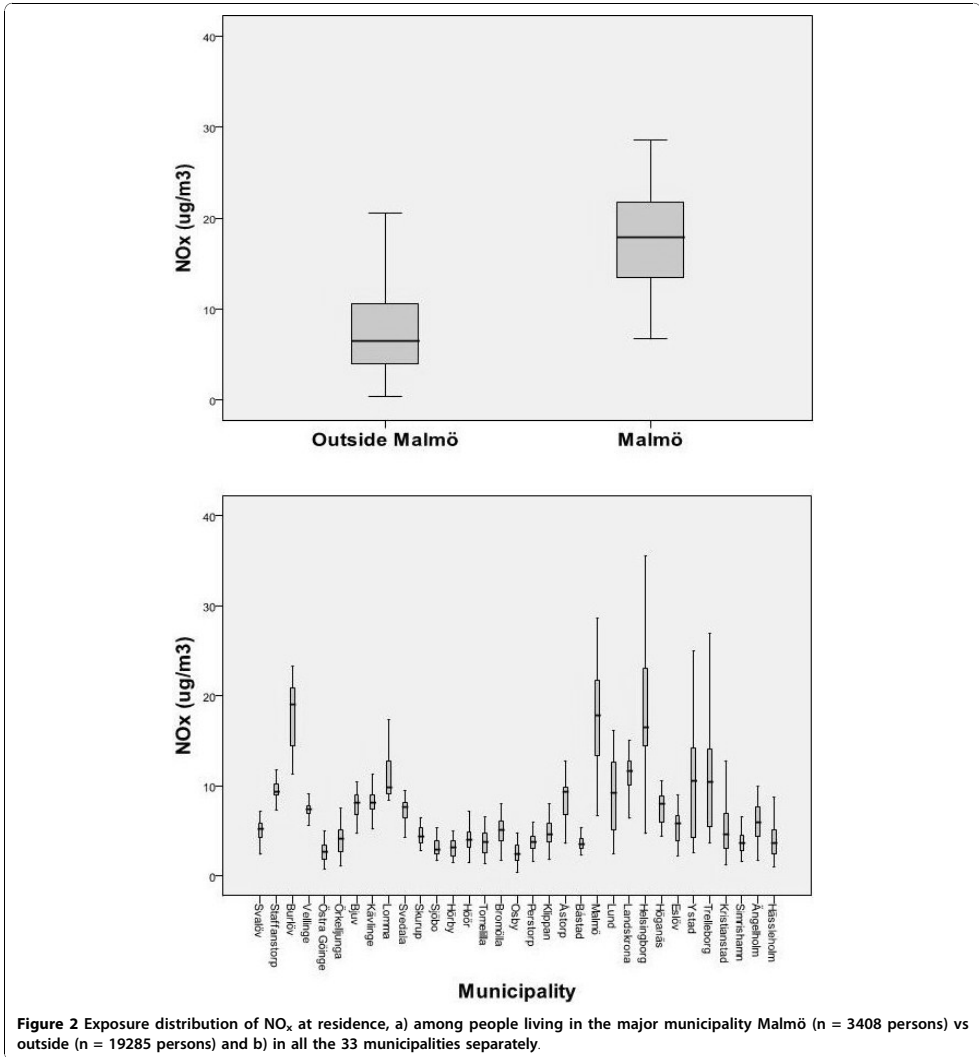 40
30
20
10
0
NOx (ug/m3)
Outside Malmö
Malmö
40
30
20
10
0
NOx (ug/m3)
Svalöv
Staffanstorp
Burlöv
Vellinge
Östra Göinge
Örkelljunga
Bjuv
Kävlinge
Lomma
Svedala
Skurup
Sjöbo
Hörby
Höör
Tomelilla
Bromölla
Osby
Perstorp
Klippan
Åstorp
Båstad
Malmö
Lund
Landskrona
Helsingborg
Höganäs
Eslöv
Ystad
Trelleborg
Kristianstad
Simrishamn
Ängelholm
Hässleholm
Municipality
Figure 2 Exposure distribution of NOx at residence, a) among people living in the major municipality Malmö (n = 3408 persons) vs
outside (n = 19285 persons) and b) in all the 33 municipalities separately.